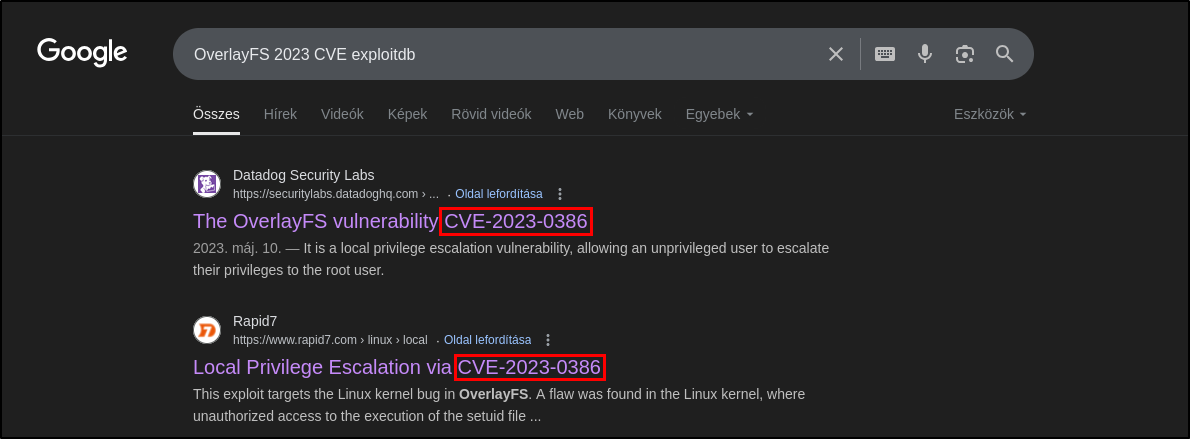 Google
OverlayFS 2023 CVE exploitdb
Összes Hírek Videók Képek Rövid videók Web Könyvek Egyebek Eszközök
Datadog Security Labs
https://securitylabs.datadoghq.com › ... · Oldal lefordítása
The OverlayFS vulnerability CVE-2023-0386
2023. máj. 10. — It is a local privilege escalation vulnerability, allowing an unprivileged user to escalate
their privileges to the root user.
Rapid7
https://www.rapid7.com › linux › local · Oldal lefordítása
Local Privilege Escalation via CVE-2023-0386
This exploit targets the Linux kernel bug in OverlayFS. A flaw was found in the Linux kernel, where
unauthorized access to the execution of the setuid file ...